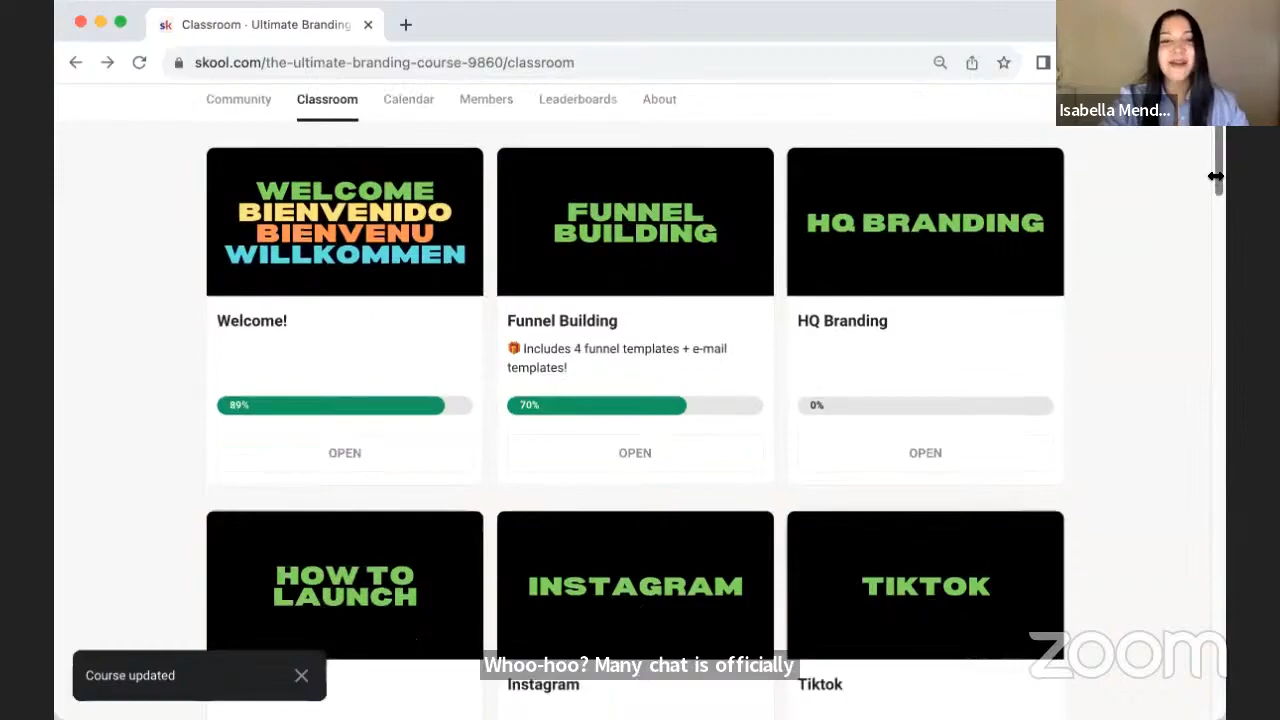 sk Classroom - Ultimate Branding
skool.com/the-ultimate-branding-course-9860/classroom
Isabella Mend...
Community Classroom Calendar Members Leaderboards About
WELCOME
BIENVENIDO
BIENVENU
WILLKOMMEN
FUNNEL
BUILDING
HQ BRANDING
Welcome!
Funnel Building
HQ Branding
Includes 4 funnel templates + e-mail
templates!
89%
70%
0%
OPEN
OPEN
OPEN
HOW TO
LAUNCH
INSTAGRAM
TIKTOK
Course updated
Whoo-hoo? Many chat is officially
zoom
Instagram
Tiktok